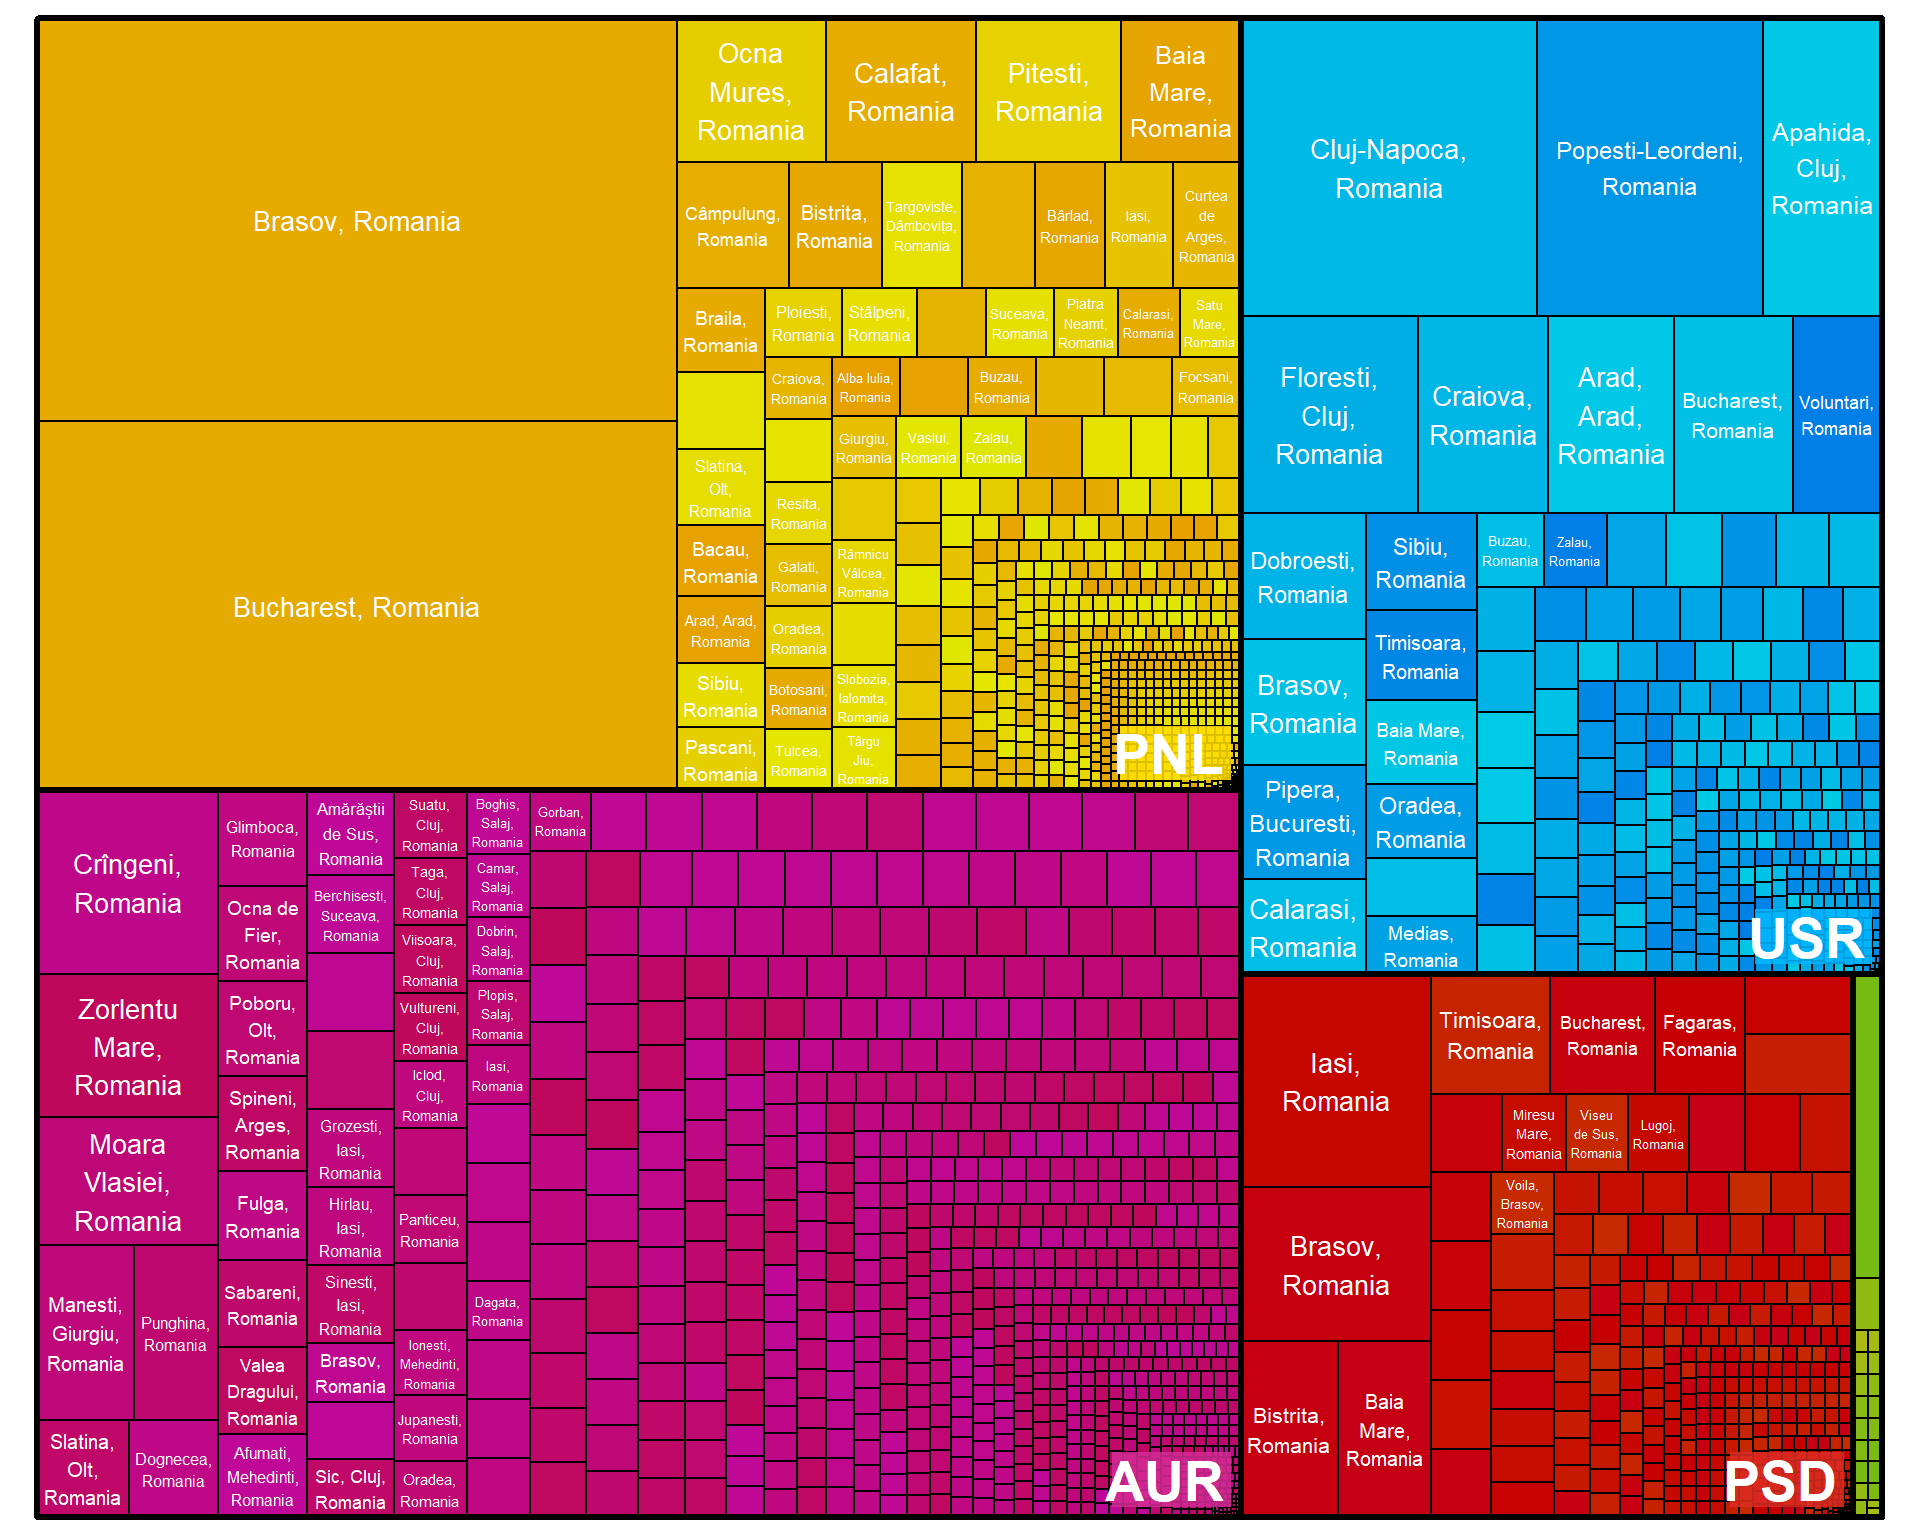 Brasov, Romania
Bucharest, Romania
Ocna
Mures,
Romania
Calafat,
Romania
Pitesti,
Romania
Baia
Mare,
Romania
Câmpulung,
Romania
Bistrita,
Romania
Targoviste,
Dâmbovița,
Romania
Bârlad,
Romania
Iasi,
Romania
Curtea
de
Arges,
Romania
Braila,
Romania
Ploiesti,
Romania
Stâlpeni,
Romania
Suceava,
Romania
Piatra
Neamt,
Romania
Calarasi,
Romania
Satu
Mare,
Romania
Craiova,
Romania
Alba Iulia,
Romania
Buzau,
Romania
Focsani,
Romania
Giurgiu,
Romania
Vaslui,
Romania
Zalau,
Romania
Slatina,
Olt,
Romania
Resita,
Romania
Bacau,
Romania
Galati,
Romania
Râmnicu
Vâlcea,
Romania
Arad, Arad,
Romania
Oradea,
Romania
Sibiu,
Romania
Botosani,
Romania
Slobozia,
Ialomita,
Romania
Pascani,
Romania
Tulcea,
Romania
Târgu
Jiu,
Romania
PNL
Cluj-Napoca,
Romania
Popesti-Leordeni,
Romania
Apahida,
Cluj,
Romania
Floresti,
Cluj,
Romania
Craiova,
Romania
Arad,
Arad,
Romania
Bucharest,
Romania
Voluntari,
Romania
Dobroesti,
Romania
Sibiu,
Romania
Buzau,
Romania
Zalau,
Romania
Timisoara,
Romania
Brasov,
Romania
Baia Mare,
Romania
Pipera,
Bucuresti,
Romania
Oradea,
Romania
Calarasi,
Romania
Medias,
Romania
USR
Crîngeni,
Romania
Zorlentu
Mare,
Romania
Moara
Vlasiei,
Romania
Manesti,
Giurgiu,
Romania
Punghina,
Romania
Slatina,
Olt,
Romania
Dognecea,
Romania
Glimboca,
Romania
Ocna de
Fier,
Romania
Poboru,
Olt,
Romania
Spineni,
Arges,
Romania
Fulga,
Romania
Sabareni,
Romania
Valea
Dragului,
Romania
Afumati,
Mehedinti,
Romania
Amărăștii
de Sus,
Romania
Berchisesti,
Suceava,
Romania
Grozesti,
Iasi,
Romania
Hirlau,
Iasi,
Romania
Sinesti,
Iasi,
Romania
Brasov,
Romania
Sic, Cluj,
Romania
Suatu,
Cluj,
Romania
Taga,
Cluj,
Romania
Viisoara,
Cluj,
Romania
Vultureni,
Cluj,
Romania
Iclod,
Cluj,
Romania
Panticeu,
Romania
Ionesti,
Mehedinti,
Romania
Jupanesti,
Romania
Oradea,
Romania
Boghis,
Salaj,
Romania
Camar,
Salaj,
Romania
Dobrin,
Salaj,
Romania
Plopis,
Salaj,
Romania
Iasi,
Romania
Dagata,
Romania
Gorban,
Romania
AUR
Iasi,
Romania
Brasov,
Romania
Bistrita,
Romania
Baia
Mare,
Romania
Timisoara,
Romania
Bucharest,
Romania
Fagaras,
Romania
Miresu
Mare,
Romania
Viseu
de Sus,
Romania
Lugoj,
Romania
Voila,
Brasov,
Romania
PSD